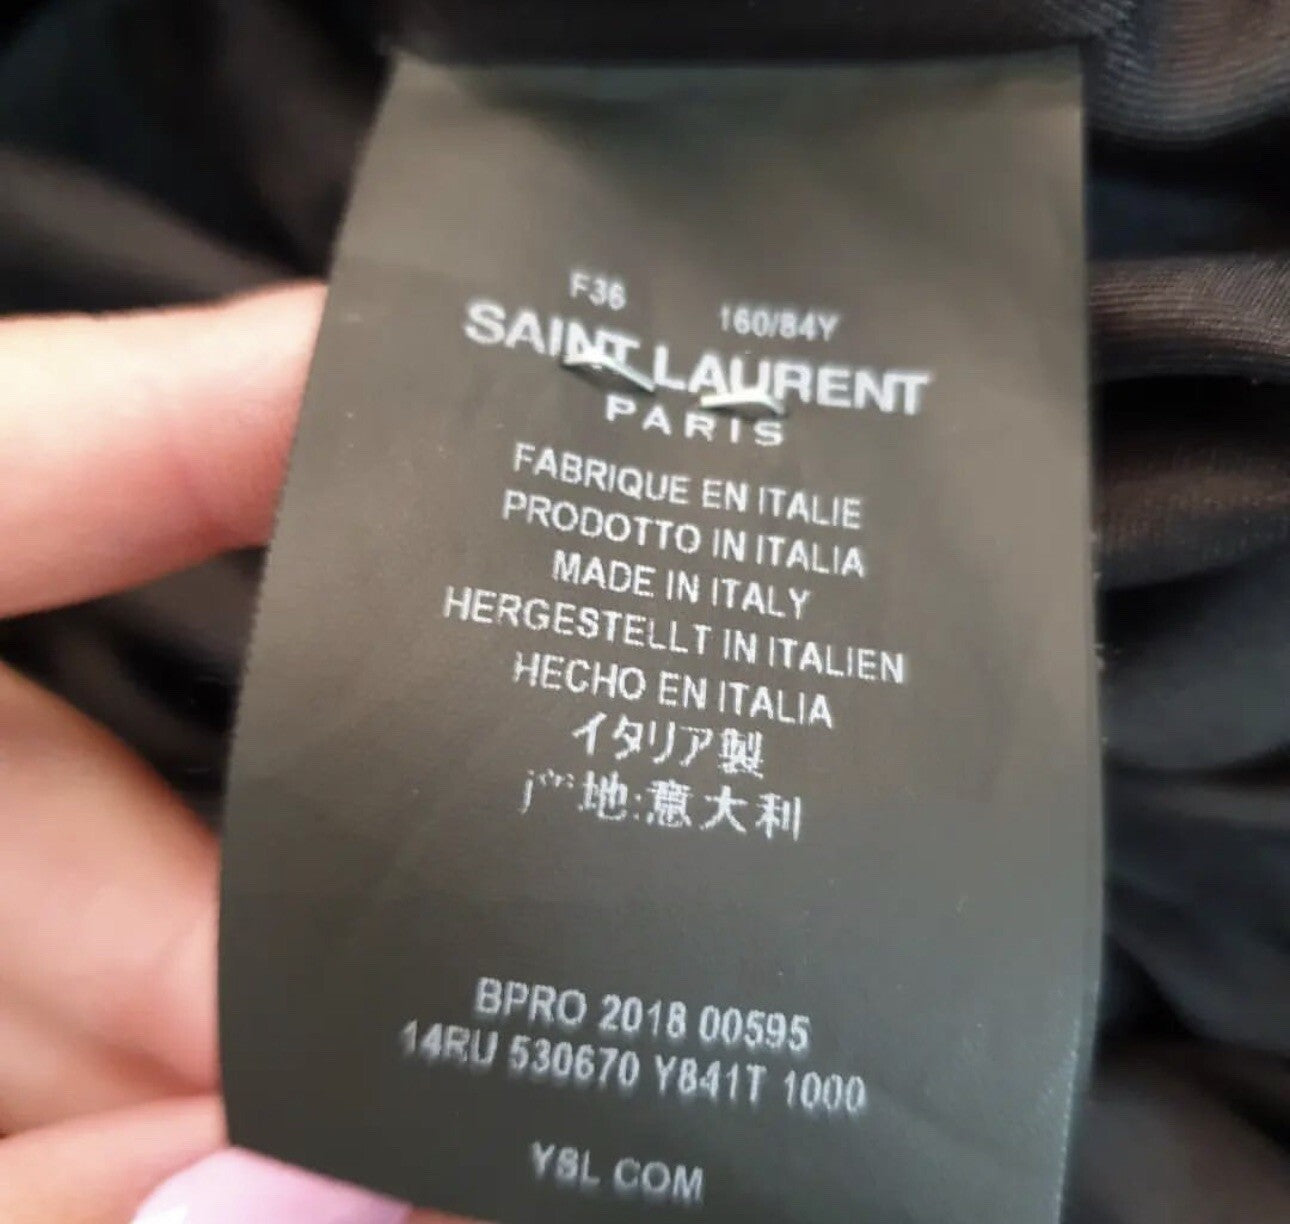 F36 160/84Y
SAINT LAURENT
PARIS
FABRIQUE EN ITALIE
PRODOTTO IN ITALIA
MADE IN ITALY
HERGESTELLT IN ITALIEN
HECHO EN ITALIA
イタリア製
产地:意大利
BPRO 2018 00595
14RU 530670 Y841T 1000
YSL COM